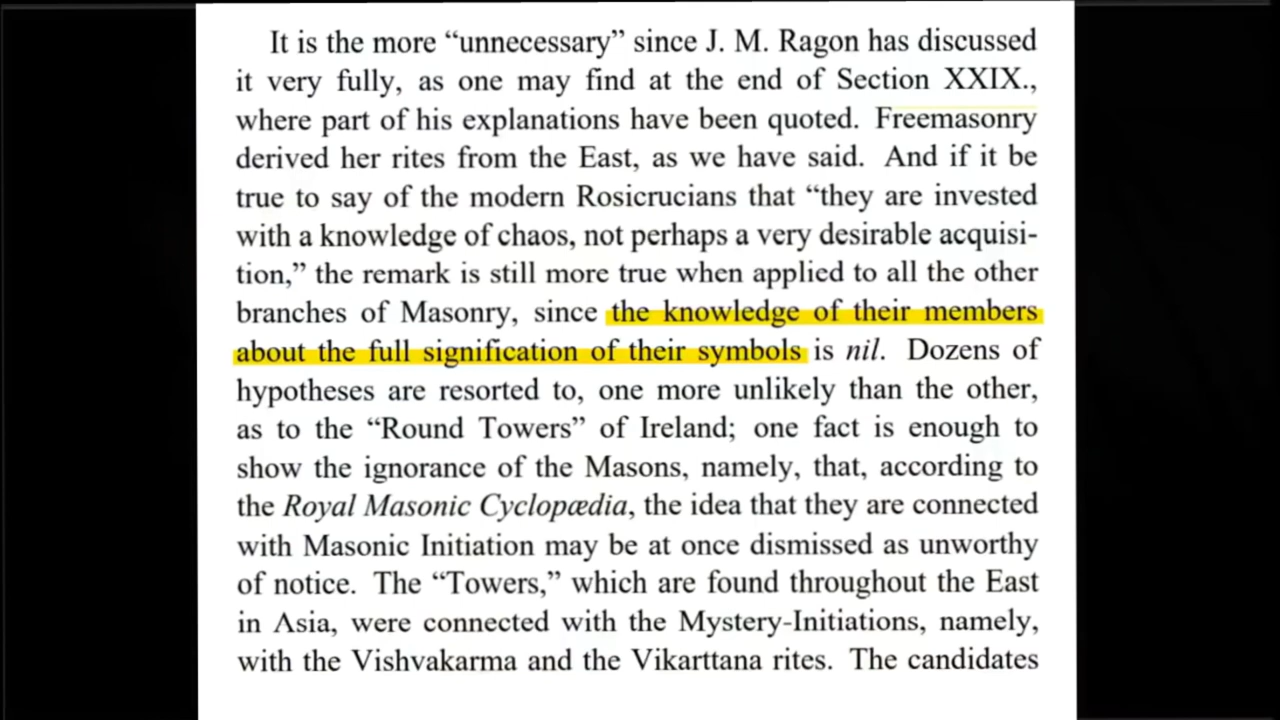 It is the more “unnecessary” since J. M. Ragon has discussed
it very fully, as one may find at the end of Section XXIX.,
where part of his explanations have been quoted. Freemasonry
derived her rites from the East, as we have said. And if it be
true to say of the modern Rosicrucians that “they are invested
with a knowledge of chaos, not perhaps a very desirable acquisi-
tion,” the remark is still more true when applied to all the other
branches of Masonry, since the knowledge of their members
about the full signification of their symbols is nil. Dozens of
hypotheses are resorted to, one more unlikely than the other,
as to the “Round Towers” of Ireland; one fact is enough to
show the ignorance of the Masons, namely, that, according to
the Royal Masonic Cyclopædia, the idea that they are connected
with Masonic Initiation may be at once dismissed as unworthy
of notice. The “Towers,” which are found throughout the East
in Asia, were connected with the Mystery-Initiations, namely,
with the Vishvakarma and the Vikarttana rites. The candidates